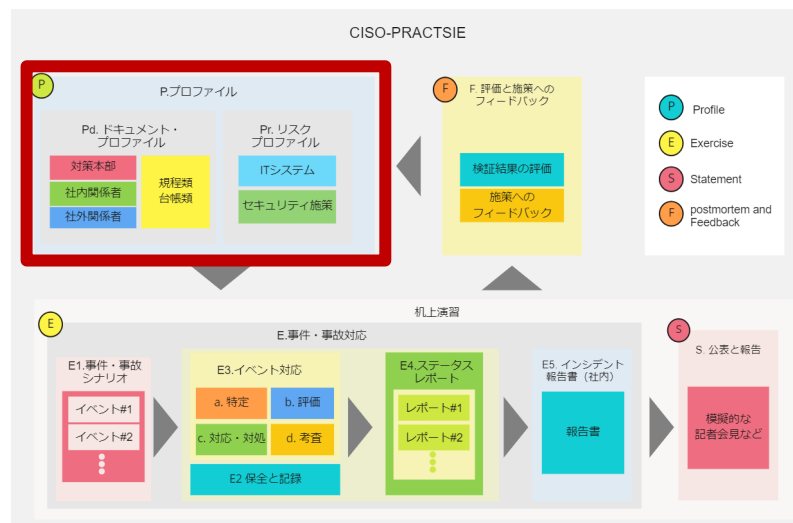 CISO-PRACTSIE
P
P.プロファイル
Pd. ドキュメント・
プロファイル
対策本部
社内関係者
社外関係者
規程類
台帳類
Pr. リスク
プロファイル
ITシステム
セキュリティ施策
F
F. 評価と施策への
フィードバック
検証結果の評価
施策への
フィードバック
P Profile
E Exercise
S Statement
F postmortem and
Feedback
机上演習
E
E.事件・事故対応
E1.事件・事故
シナリオ
イベント#1
イベント#2
E3.イベント対応
a. 特定
b. 評価
c. 対応・対処
d. 考査
E2 保全と記録
E4.ステータス
レポート
レポート#1
レポート#2
E5. インシデント
報告書（社内）
報告書
S
S. 公表と報告
模擬的な
記者会見など